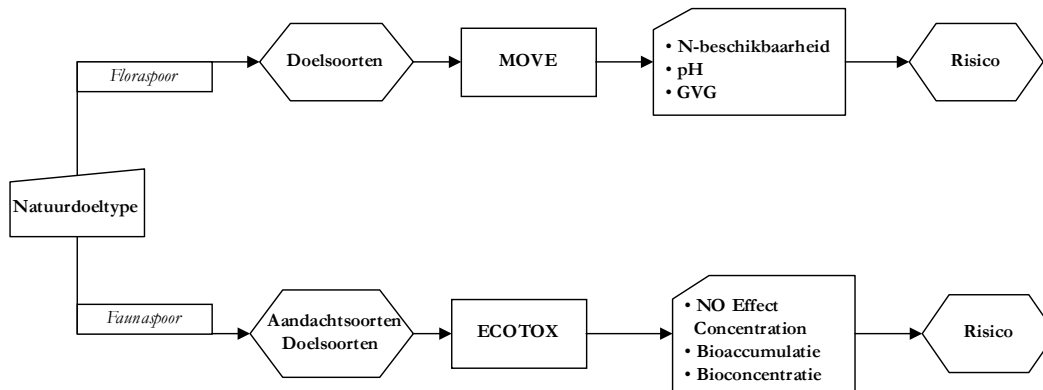 Floraspoor
Doelsoorten
MOVE
• N-beschikbaarheid
• pH
• GVG
Risico
Natuurdoeltype
Faunaspoor
Aandachtsoorten
Doelsoorten
ECOTOX
• NO Effect
Concentration
• Bioaccumulatie
• Bioconcentratie
Risico